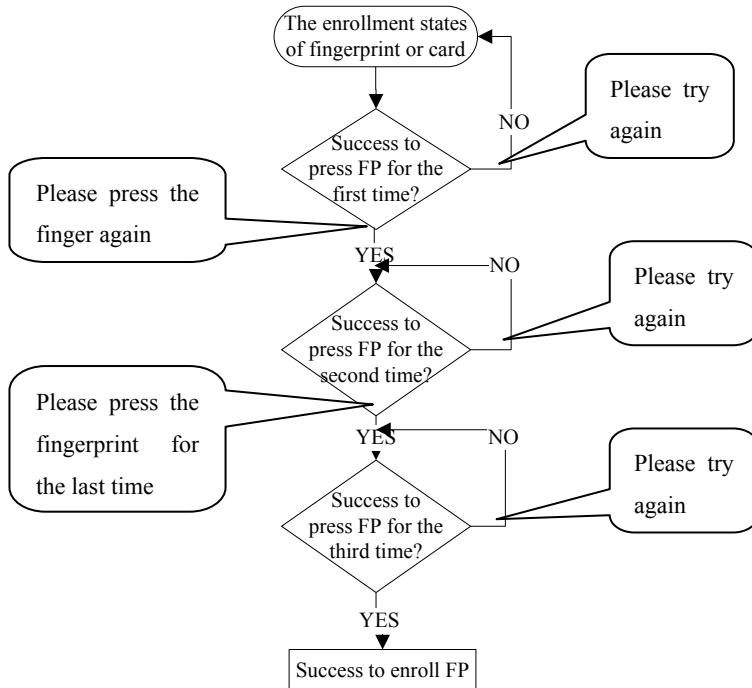 The enrollment states
of fingerprint or card
Please try
again
NO
Success to
press FP for the
first time?
Please press the
finger again
YES
NO
Please try
again
Success to
press FP for the
second time?
Please press the
fingerprint for
the last time
YES
NO
Please try
again
Success to
press FP for the
third time?
YES
Success to enroll FP